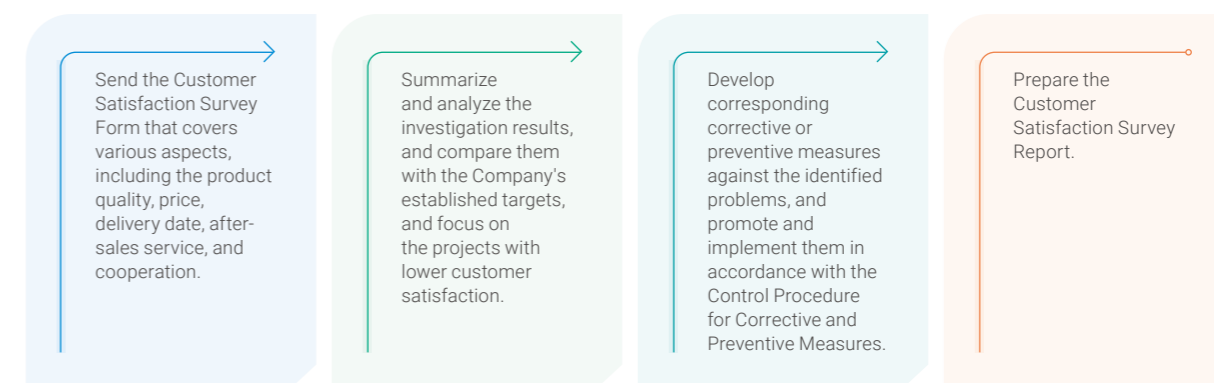 Send the Customer
Satisfaction Survey
Form that covers
various aspects,
including the product
quality, price,
delivery date, after-
sales service, and
cooperation.
Summarize
and analyze the
investigation results,
and compare them
with the Company's
established targets,
and focus on
the projects with
lower customer
satisfaction.
Develop
corresponding
corrective or
preventive measures
against the identified
problems, and
promote and
implement them in
accordance with the
Control Procedure
for Corrective and
Preventive Measures.
Prepare the
Customer
Satisfaction Survey
Report.